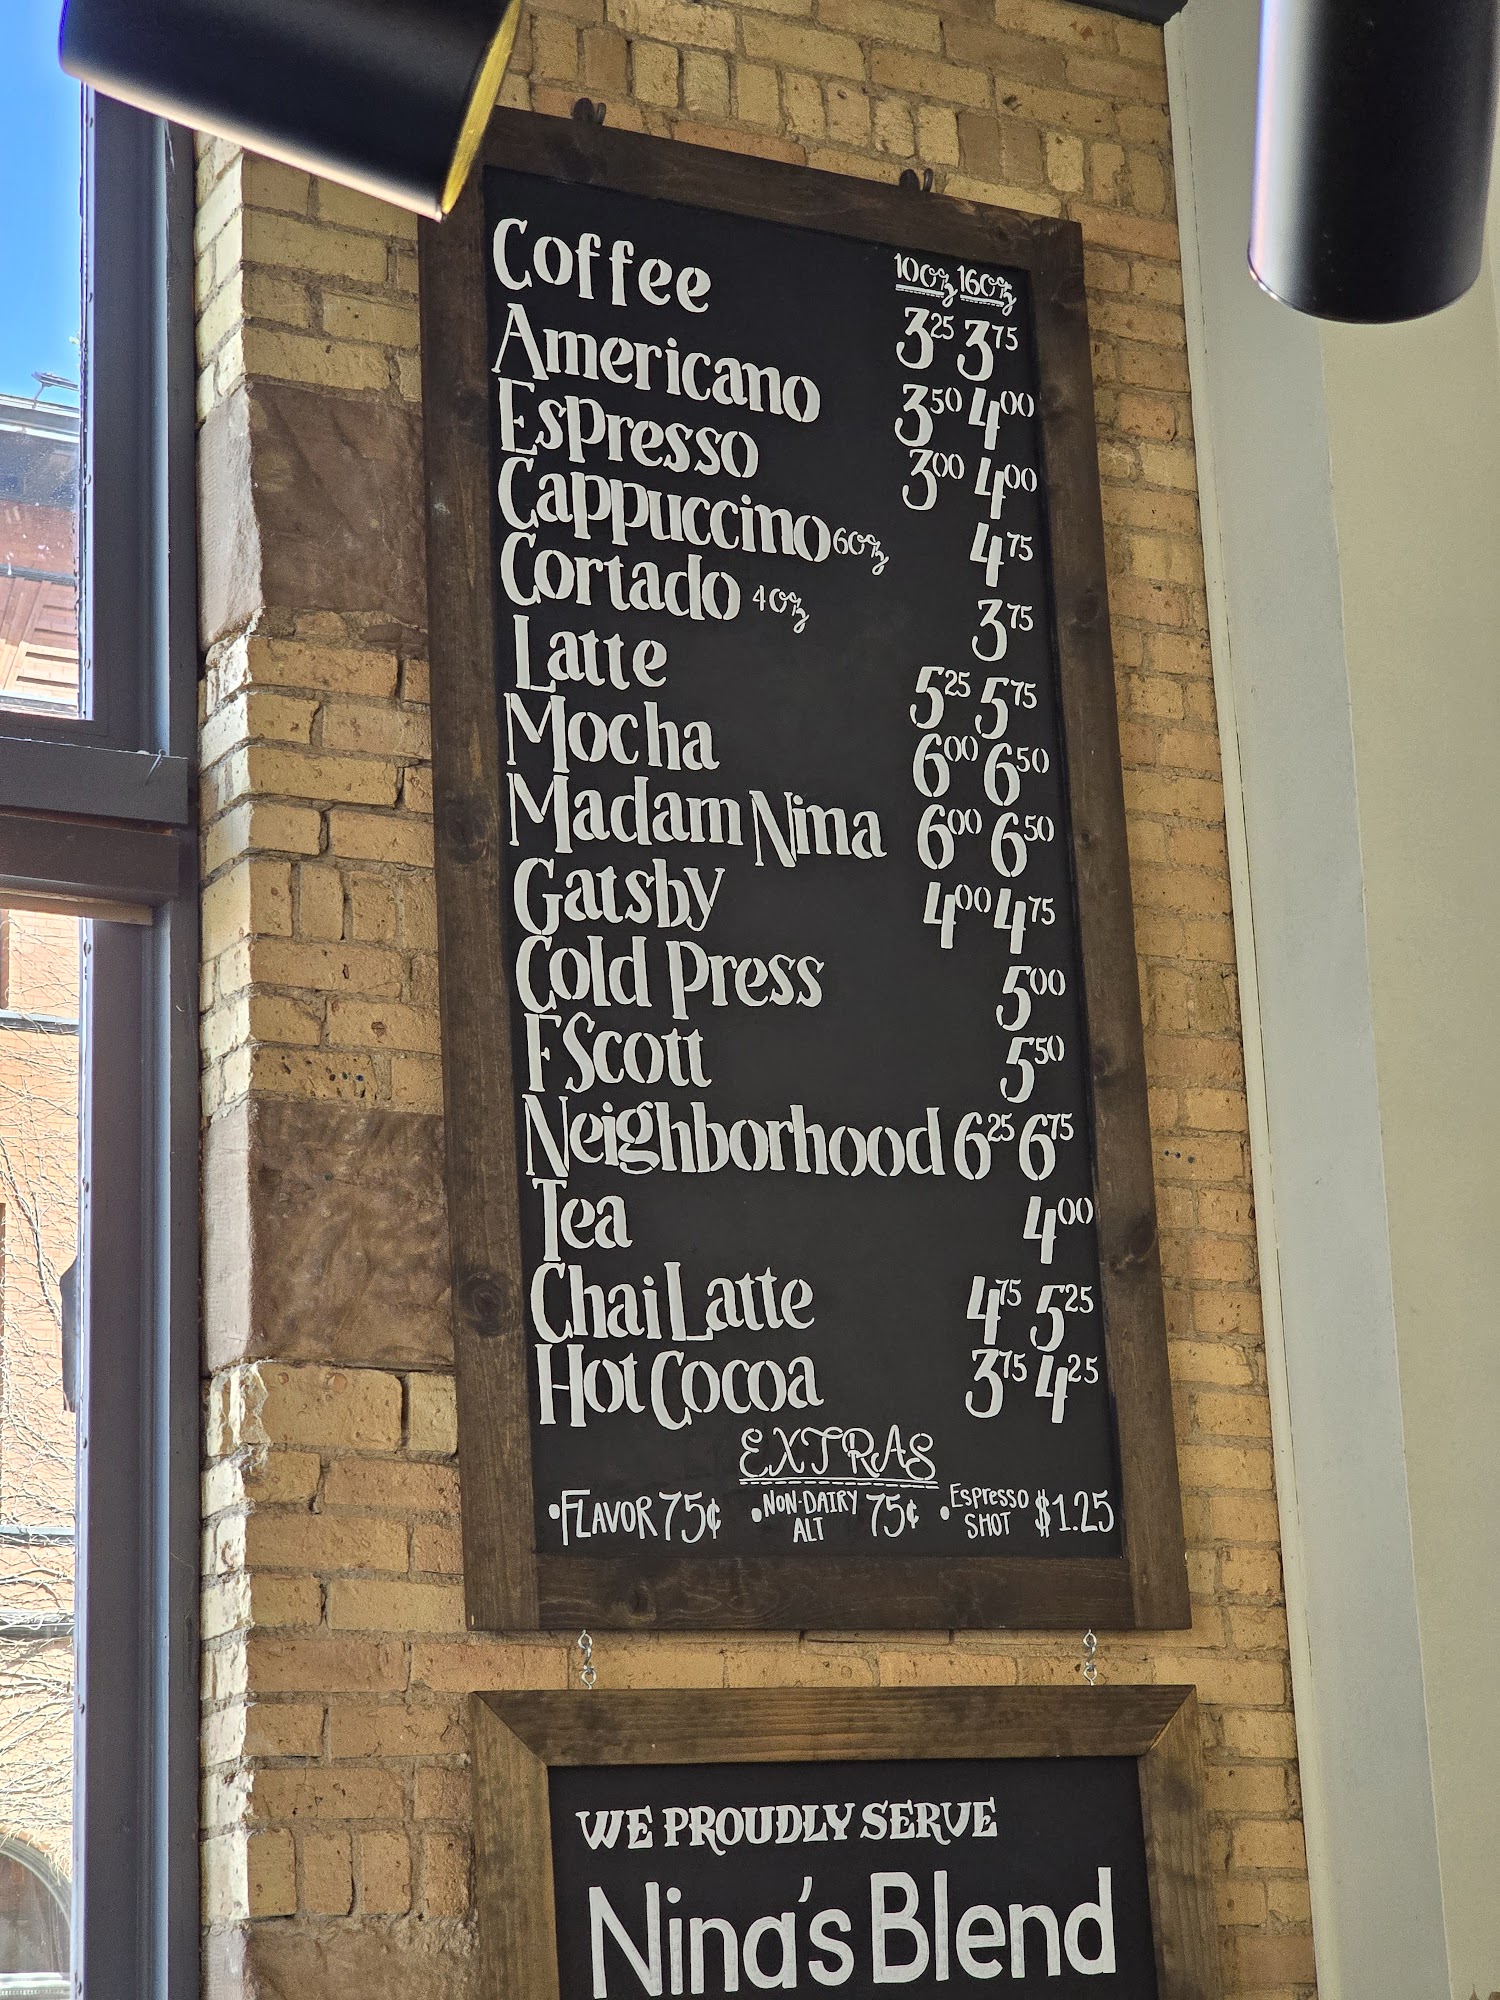 10oz 16oz
Coffee 3.25 3.75
Americano 3.50 4.00
Espresso 3.00 4.00
Cappuccino 6oz 4.75
Cortado 4oz 3.75
Latte 5.25 5.75
Mocha 6.00 6.50
Madam Nina 6.00 6.50
Gatsby 4.00 4.75
Cold Press 5.00
F Scott 5.50
Neighborhood 6.25 6.75
Tea 4.00
Chai Latte 4.75 5.25
Hot Cocoa 3.75 4.25
EXTRAS
• FLAVOR 75¢ • NON-DAIRY ALT 75¢ • Espresso SHOT $1.25
WE PROUDLY SERVE
Nina's Blend